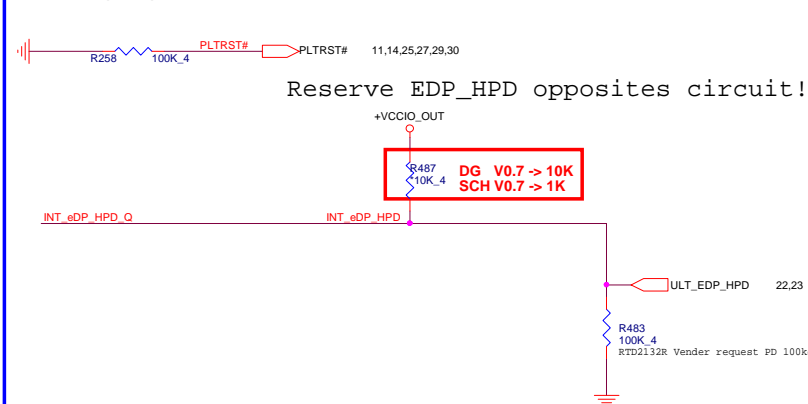 PLTRST#
PLTRST# 11,14,25,27,29,30
R258 100K_4
Reserve EDP_HPD opposites circuit!
+VCCIO_OUT
R487 DG V0.7 -> 10K
*10K_4 SCH V0.7 -> 1K
INT_eDP_HPD_Q INT_eDP_HPD
ULT_EDP_HPD 22,23
R483
100K_4
RTD2132R Vender request PD 100k